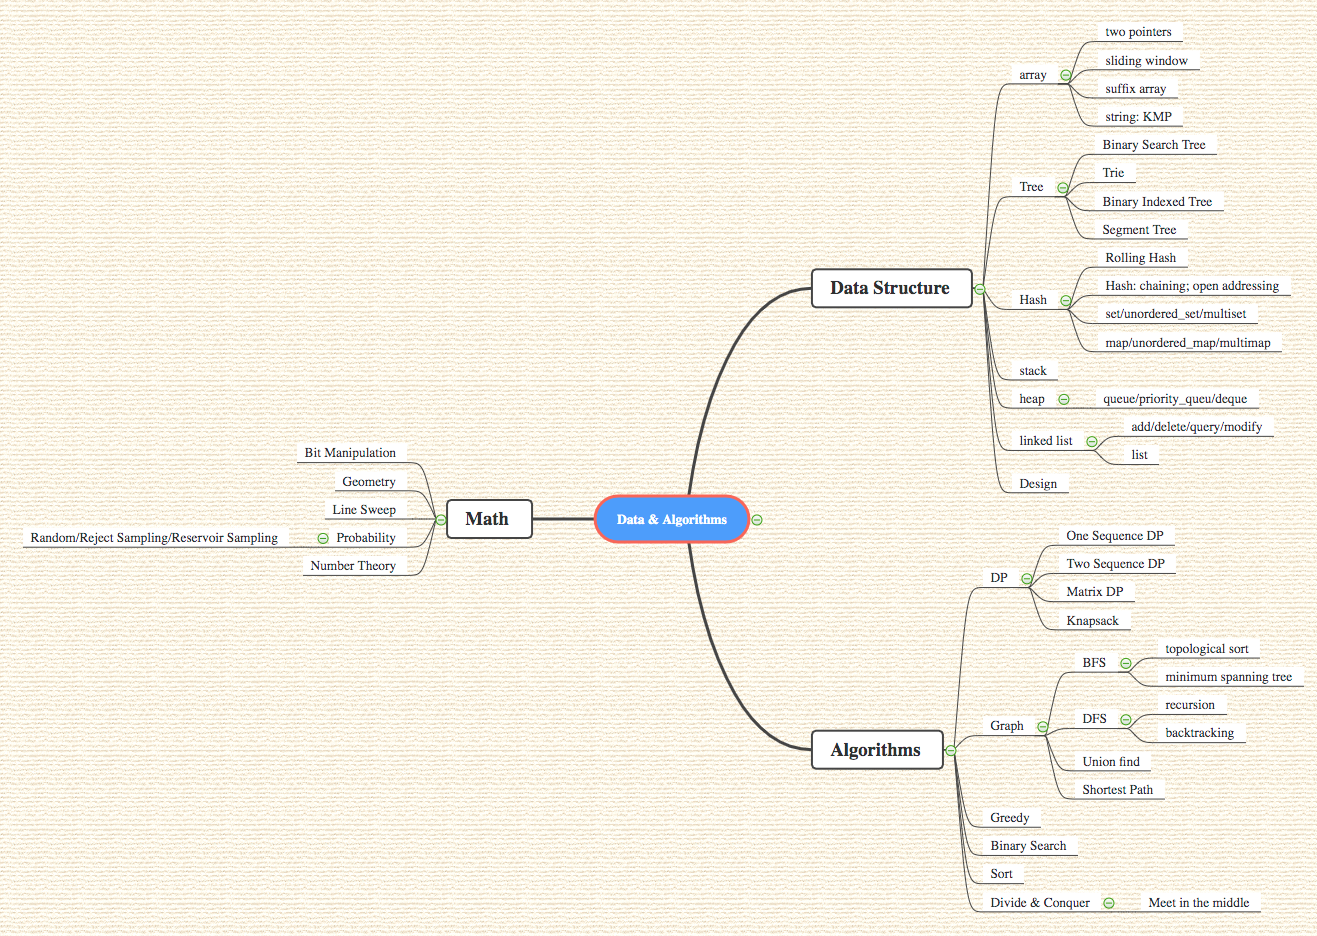 Data & Algorithms
Data Structure
array
two pointers
sliding window
suffix array
string: KMP
Tree
Binary Search Tree
Trie
Binary Indexed Tree
Segment Tree
Hash
Rolling Hash
Hash: chaining; open addressing
set/unordered_set/multiset
map/unordered_map/multimap
stack
heap
queue/priority_queu/deque
linked list
add/delete/query/modify
list
Design
Algorithms
DP
One Sequence DP
Two Sequence DP
Matrix DP
Knapsack
Graph
BFS
topological sort
minimum spanning tree
DFS
recursion
backtracking
Union find
Shortest Path
Greedy
Binary Search
Sort
Divide & Conquer
Meet in the middle
Math
Bit Manipulation
Geometry
Line Sweep
Probability
Random/Reject Sampling/Reservoir Sampling
Number Theory